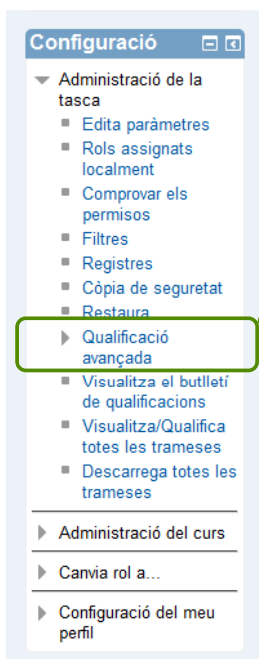 Configuració
Administració de la
tasca
Edita paràmetres
Rols assignats
localment
Comprovar els
permisos
Filtres
Registres
Còpia de seguretat
Restaura
Qualificació
avançada
Visualitza el butlletí
de qualificacions
Visualitza/Qualifica
totes les trameses
Descarrega totes les
trameses
Administració del curs
Canvia rol a...
Configuració del meu
perfil